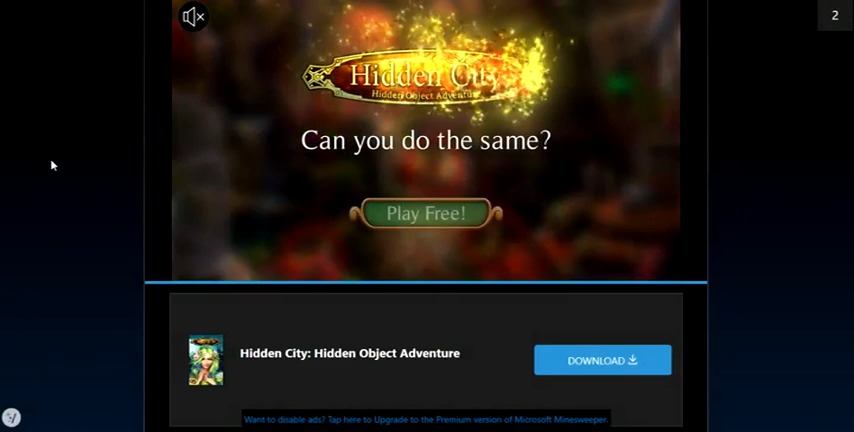 2
Hidden City
Hidden Object Adventure
Can you do the same?
Play Free!
Hidden City: Hidden Object Adventure
DOWNLOAD
Want to disable ads? Tap here to Upgrade to the Premium version of Microsoft Minesweeper.